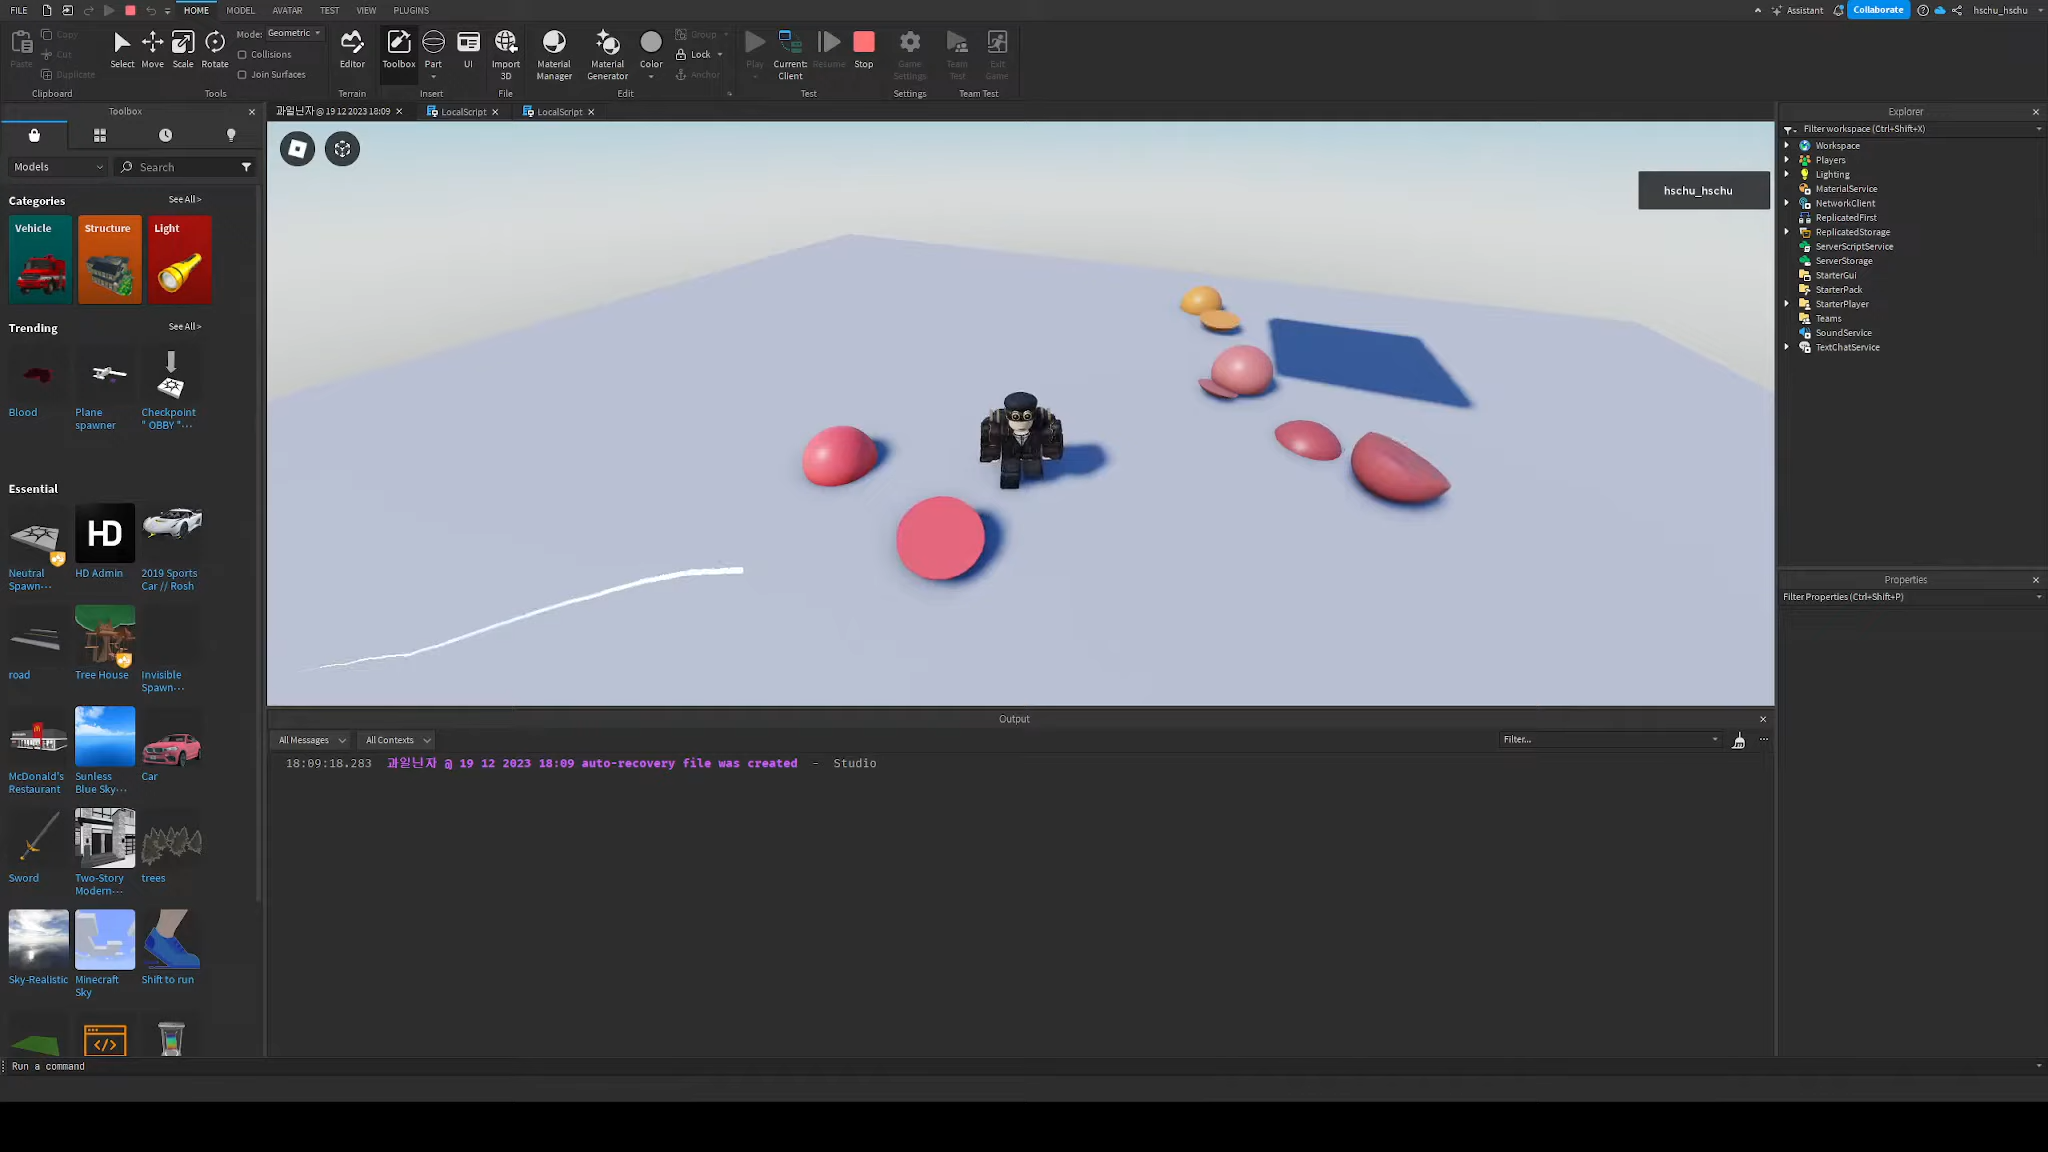 FILE
HOME
MODEL
AVATAR
TEST
VIEW
PLUGINS
Assistant
Collaborate
hschu_hschu
Paste
Copy
Cut
Duplicate
Clipboard
Select
Move
Scale
Rotate
Mode: Geometric
Collisions
Join Surfaces
Tools
Editor
Terrain
Toolbox
Part
UI
Insert
Import
3D
File
Material
Manager
Material
Generator
Color
Group
Lock
Anchor
Edit
Play
Current:
Client
Resume
Stop
Test
Game
Settings
Settings
Team
Test
Exit
Game
Team Test
Toolbox
과일닌자 @ 19 12 2023 18:09
LocalScript
LocalScript
Explorer
Models
Search
Categories
See All >
Vehicle
Structure
Light
Trending
See All >
Blood
Plane
spawner
Checkpoint
" OBBY "...
Essential
Neutral
Spawn...
HD
HD Admin
2019 Sports
Car // Rosh
road
Tree House
Invisible
Spawn...
McDonald's
Restaurant
Sunless
Blue Sky...
Car
Sword
Two-Story
Modern...
trees
Sky-Realistic
Minecraft
Sky
Shift to run
hschu_hschu
Filter workspace (Ctrl+Shift+X)
Workspace
Players
Lighting
MaterialService
NetworkClient
ReplicatedFirst
ReplicatedStorage
ServerScriptService
ServerStorage
StarterGui
StarterPack
StarterPlayer
Teams
SoundService
TextChatService
Properties
Filter Properties (Ctrl+Shift+P)
Output
All Messages
All Contexts
Filter...
18:09:18.283 과일닌자 @ 19 12 2023 18:09 auto-recovery file was created - Studio
Run a command